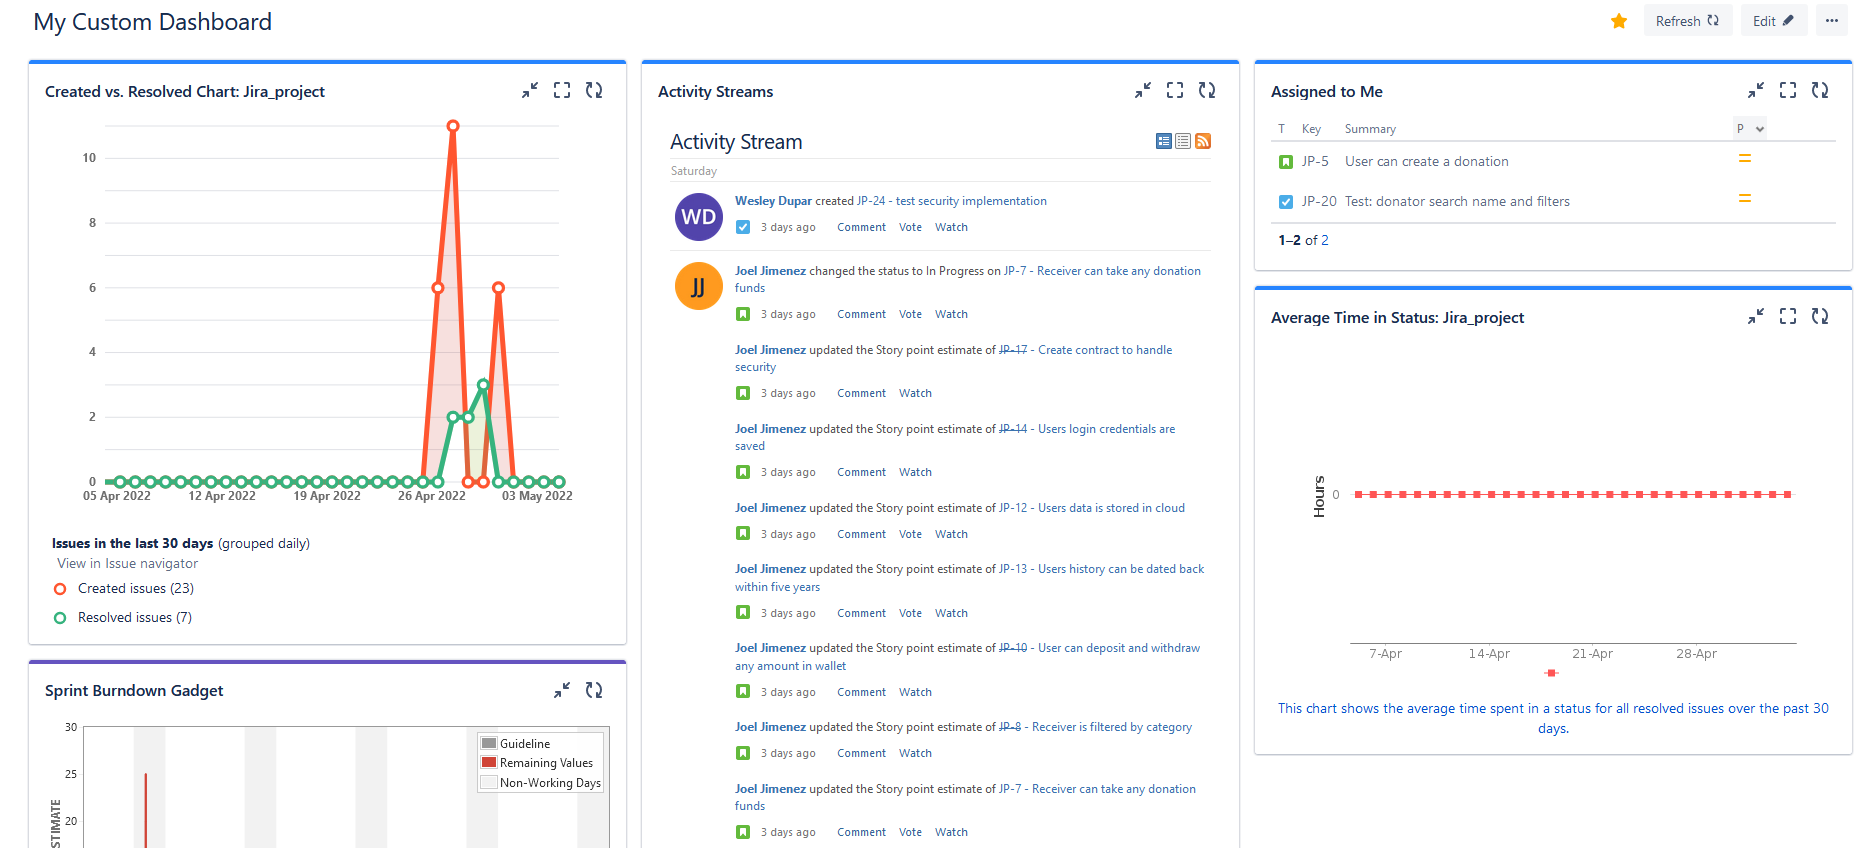 My Custom Dashboard
Refresh
Edit
Created vs. Resolved Chart: Jira_project
10
8
6
4
2
0
05 Apr 2022 12 Apr 2022 19 Apr 2022 26 Apr 2022 03 May 2022
Issues in the last 30 days (grouped daily)
View in Issue navigator
Created issues (23)
Resolved issues (7)
Sprint Burndown Gadget
30
25
20
STIMATE
Guideline
Remaining Values
Non-Working Days
Activity Streams
Activity Stream
Saturday
WD
Wesley Dupar created JP-24 - test security implementation
3 days ago Comment Vote Watch
JJ
Joel Jimenez changed the status to In Progress on JP-7 - Receiver can take any donation
funds
3 days ago Comment Vote Watch
Joel Jimenez updated the Story point estimate of JP-17 - Create contract to handle
security
3 days ago Comment Watch
Joel Jimenez updated the Story point estimate of JP-14 - Users login credentials are
saved
3 days ago Comment Watch
Joel Jimenez updated the Story point estimate of JP-12 - Users data is stored in cloud
3 days ago Comment Vote Watch
Joel Jimenez updated the Story point estimate of JP-13 - Users history can be dated back
within five years
3 days ago Comment Vote Watch
Joel Jimenez updated the Story point estimate of JP-10 - User can deposit and withdraw
any amount in wallet
3 days ago Comment Watch
Joel Jimenez updated the Story point estimate of JP-8 - Receiver is filtered by category
3 days ago Comment Watch
Joel Jimenez updated the Story point estimate of JP-7 - Receiver can take any donation
funds
3 days ago Comment Vote Watch
Assigned to Me
T Key Summary P
JP-5 User can create a donation
JP-20 Test: donator search name and filters
1–2 of 2
Average Time in Status: Jira_project
Hours
0
7-Apr 14-Apr 21-Apr 28-Apr
This chart shows the average time spent in a status for all resolved issues over the past 30
days.